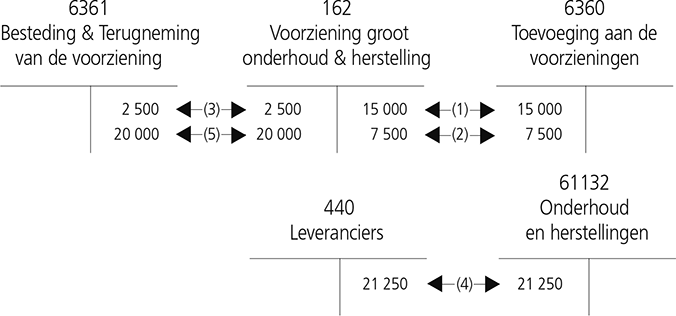 6361 162 6360
Besteding & Terugneming Voorziening groot Toevoeging aan de
van de voorziening onderhoud & herstelling voorzieningen
2 500 (3) 2 500 15 000 (1) 15 000
20 000 (5) 20 000 7 500 (2) 7 500
61132
440 Onderhoud
Leveranciers en herstellingen
21 250 (4) 21 250